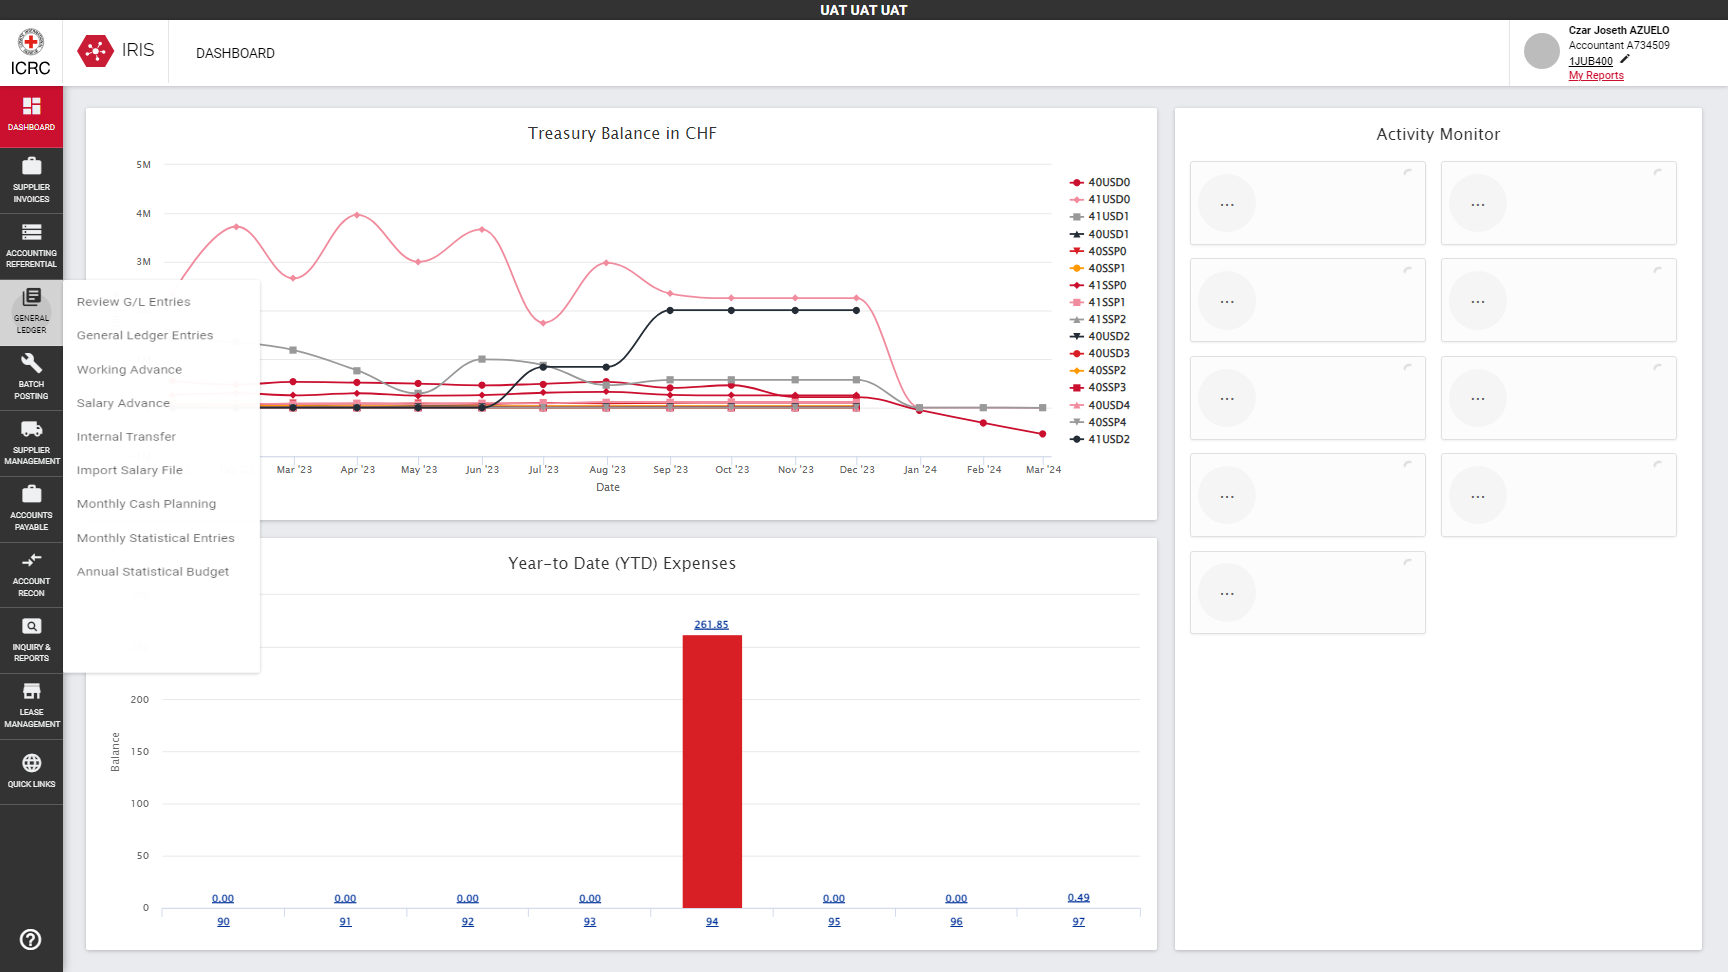 UAT UAT UAT
ICRC
IRIS
DASHBOARD
Czar Joseth AZUELO
Accountant A734509
1JUB400
My Reports
DASHBOARD
SUPPLIER
INVOICES
ACCOUNTING
REFERENTIAL
GENERAL
LEDGER
BATCH
POSTING
SUPPLIER
MANAGEMENT
ACCOUNTS
PAYABLE
ACCOUNT
RECON
INQUIRY &
REPORTS
LEASE
MANAGEMENT
QUICK LINKS
Review G/L Entries
General Ledger Entries
Working Advance
Salary Advance
Internal Transfer
Import Salary File
Monthly Cash Planning
Monthly Statistical Entries
Annual Statistical Budget
Treasury Balance in CHF
5M
4M
3M
Mar '23
Apr '23
May '23
Jun '23
Jul '23
Aug '23
Sep '23
Oct '23
Nov '23
Dec '23
Jan '24
Feb '24
Mar '24
Date
40USD0
41USD0
41USD1
40USD1
40SSP0
40SSP1
41SSP0
41SSP1
41SSP2
40USD2
40USD3
40SSP2
40SSP3
40USD4
40SSP4
41USD2
Year-to Date (YTD) Expenses
200
150
100
50
0
Balance
0.00
0.00
0.00
0.00
261.85
0.00
0.00
0.49
90
91
92
93
94
95
96
97
Activity Monitor
...
...
...
...
...
...
...
...
...